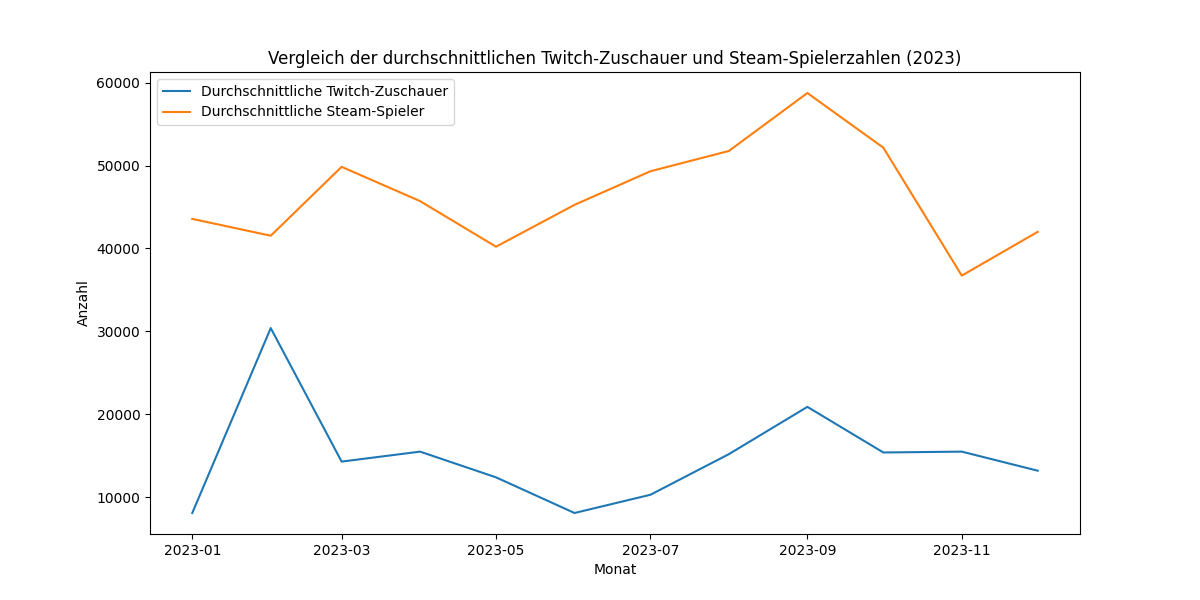 Vergleich der durchschnittlichen Twitch-Zuschauer und Steam-Spielerzahlen (2023)
Durchschnittliche Twitch-Zuschauer
Durchschnittliche Steam-Spieler
60000
50000
40000
30000
20000
10000
Anzahl
2023-01 2023-03 2023-05 2023-07 2023-09 2023-11
Monat